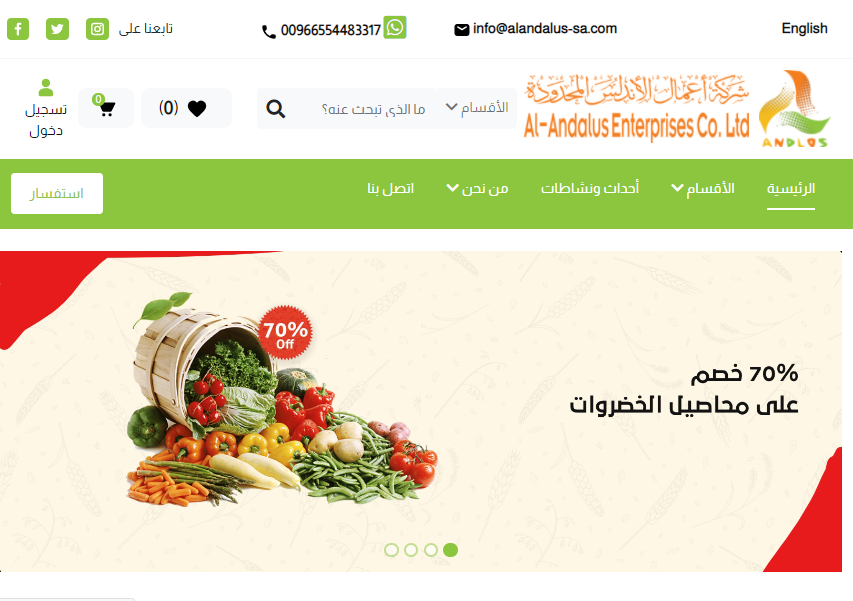 English
info@alandalus-sa.com
00966554483317
تابعنا على
شركة أعمال الأندلس المحدودة
Al-Andalus Enterprises Co. Ltd
ANDLOS
الأقسام
ما الذي تبحث عنه؟
(0)
0
تسجيل
دخول
الرئيسية
الأقسام
أحداث ونشاطات
من نحن
اتصل بنا
استفسار
70% خصم
على محاصيل الخضروات
70%
Off